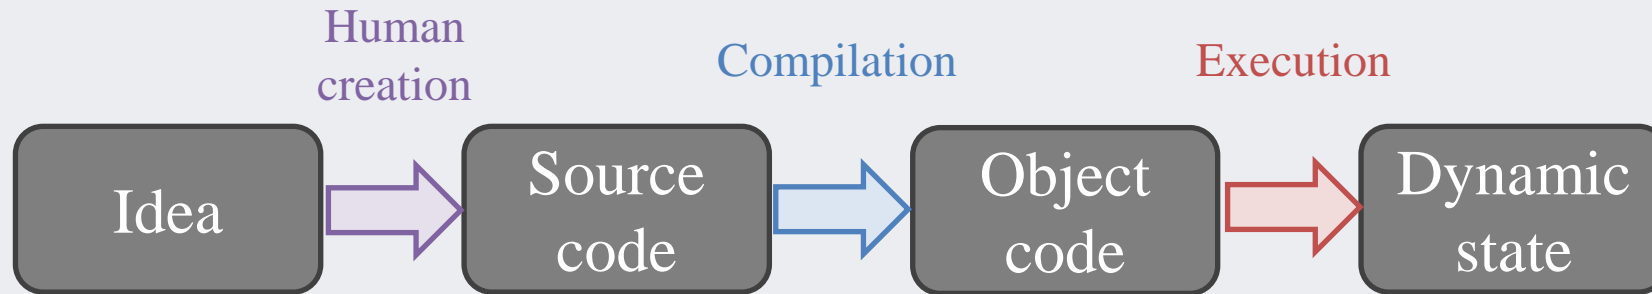 Human
creation
Compilation
Execution
Idea
Source
code
Object
code
Dynamic
state